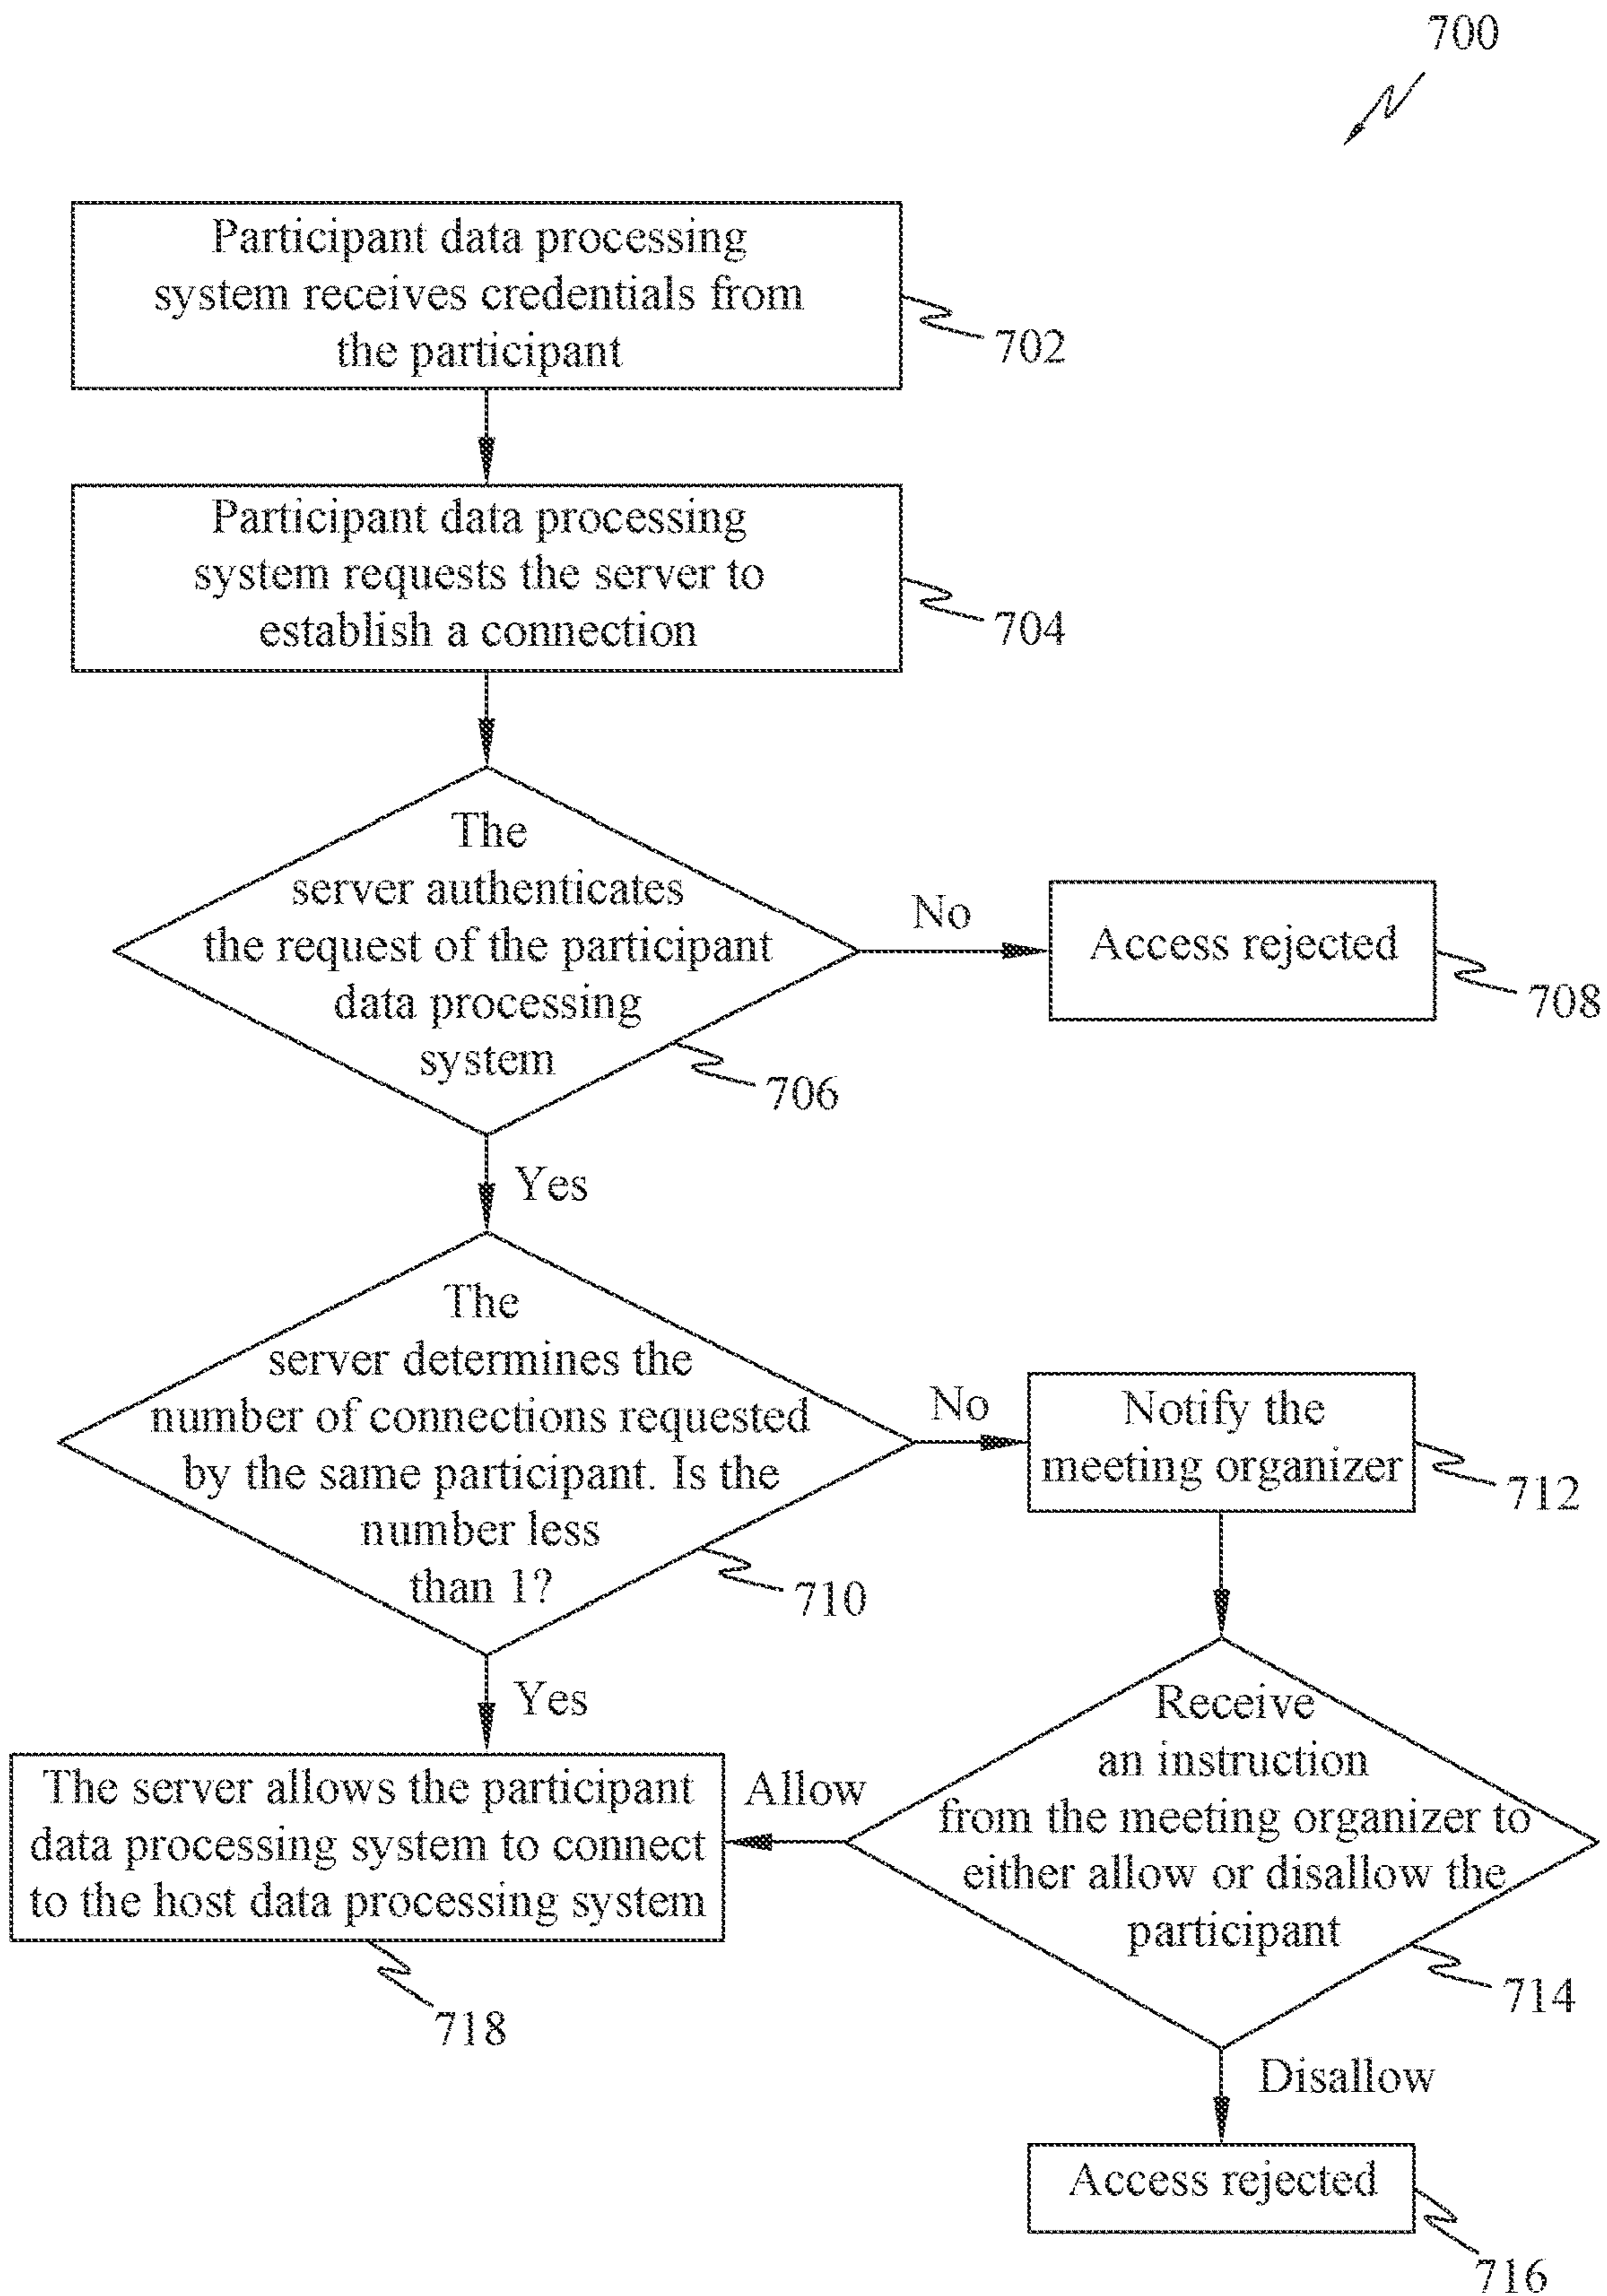 700
Participant data processing
system receives credentials from
the participant
702
Participant data processing
system requests the server to
establish a connection
704
The
server authenticates
the request of the participant
data processing
system
706
No
Access rejected
708
Yes
The
server determines the
number of connections requested
by the same participant. Is the
number less
than 1?
710
No
Notify the
meeting organizer
712
Yes
Receive
an instruction
from the meeting organizer to
either allow or disallow the
participant
714
Allow
The server allows the participant
data processing system to connect
to the host data processing system
718
Disallow
Access rejected
716